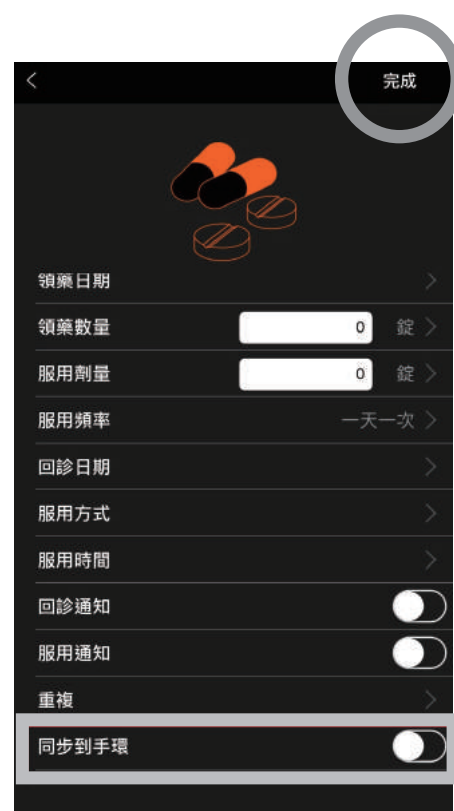 完成
領藥日期
領藥數量 0 錠
服用劑量 0 錠
服用頻率 一天一次
回診日期
服用方式
服用時間
回診通知
服用通知
重複
同步到手環